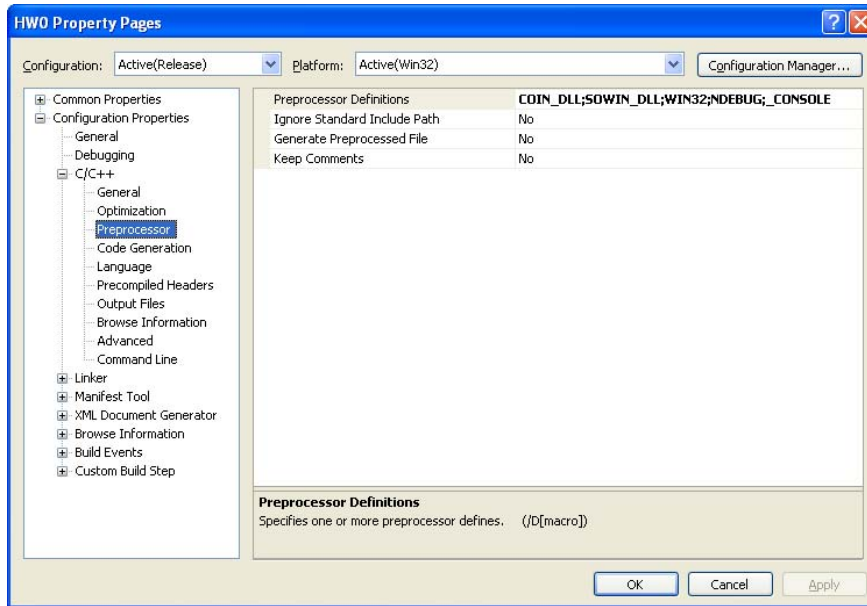 HW0 Property Pages
Configuration: Active(Release) Platform: Active(Win32) Configuration Manager...
Common Properties
Configuration Properties
General
Debugging
C/C++
General
Optimization
Preprocessor
Code Generation
Language
Precompiled Headers
Output Files
Browse Information
Advanced
Command Line
Linker
Manifest Tool
XML Document Generator
Browse Information
Build Events
Custom Build Step
Preprocessor Definitions COIN_DLL;SOWIN_DLL;WIN32;NDEBUG;_CONSOLE
Ignore Standard Include Path No
Generate Preprocessed File No
Keep Comments No
Preprocessor Definitions
Specifies one or more preprocessor defines. (/D[macro])
OK Cancel Apply